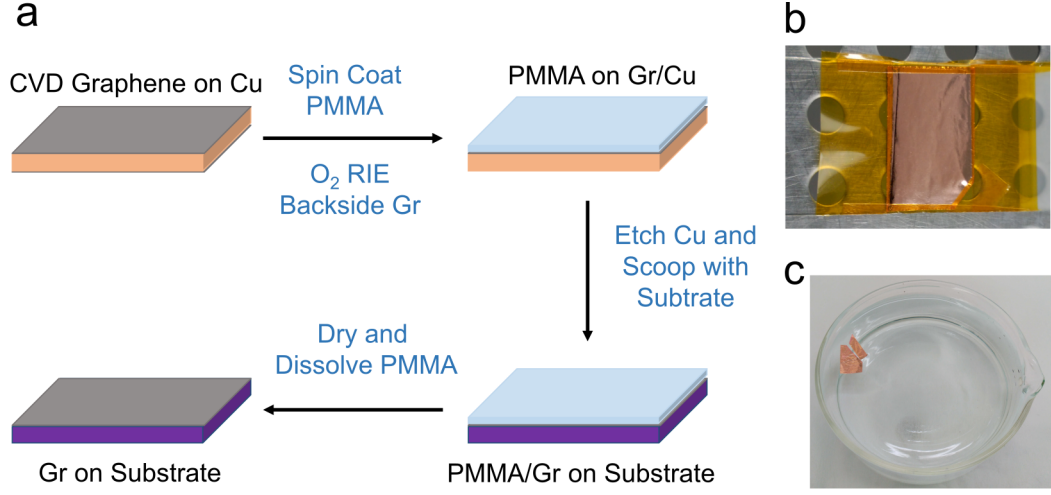 a
CVD Graphene on Cu
Spin Coat
PMMA
O₂ RIE
Backside Gr
PMMA on Gr/Cu
Etch Cu and
Scoop with
Subtrate
PMMA/Gr on Substrate
Dry and
Dissolve PMMA
Gr on Substrate
b
c